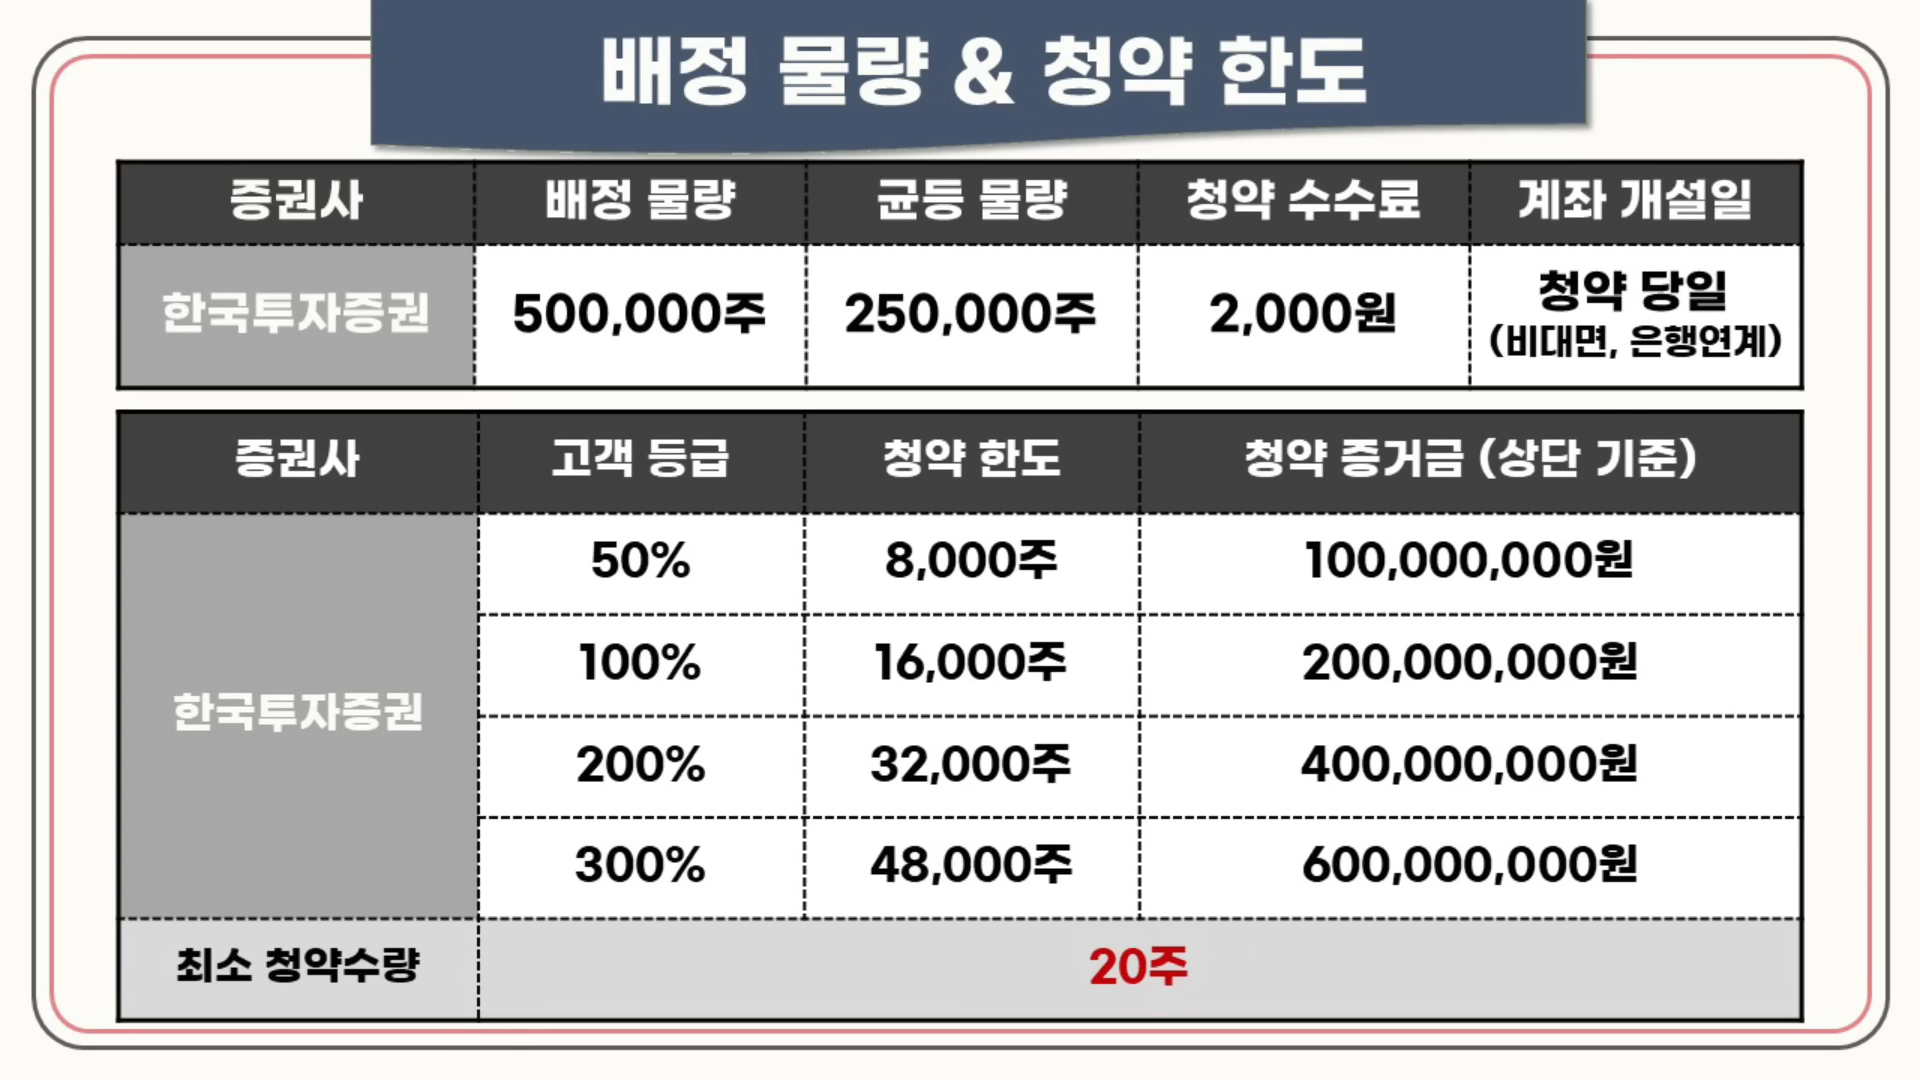 배정 물량 & 청약 한도
증권사 배정 물량 균등 물량 청약 수수료 계좌 개설일
한국투자증권 500,000주 250,000주 2,000원 청약 당일
(비대면, 은행연계)
증권사 고객 등급 청약 한도 청약 증거금 (상단 기준)
한국투자증권
50% 8,000주 100,000,000원
100% 16,000주 200,000,000원
200% 32,000주 400,000,000원
300% 48,000주 600,000,000원
최소 청약수량 20주